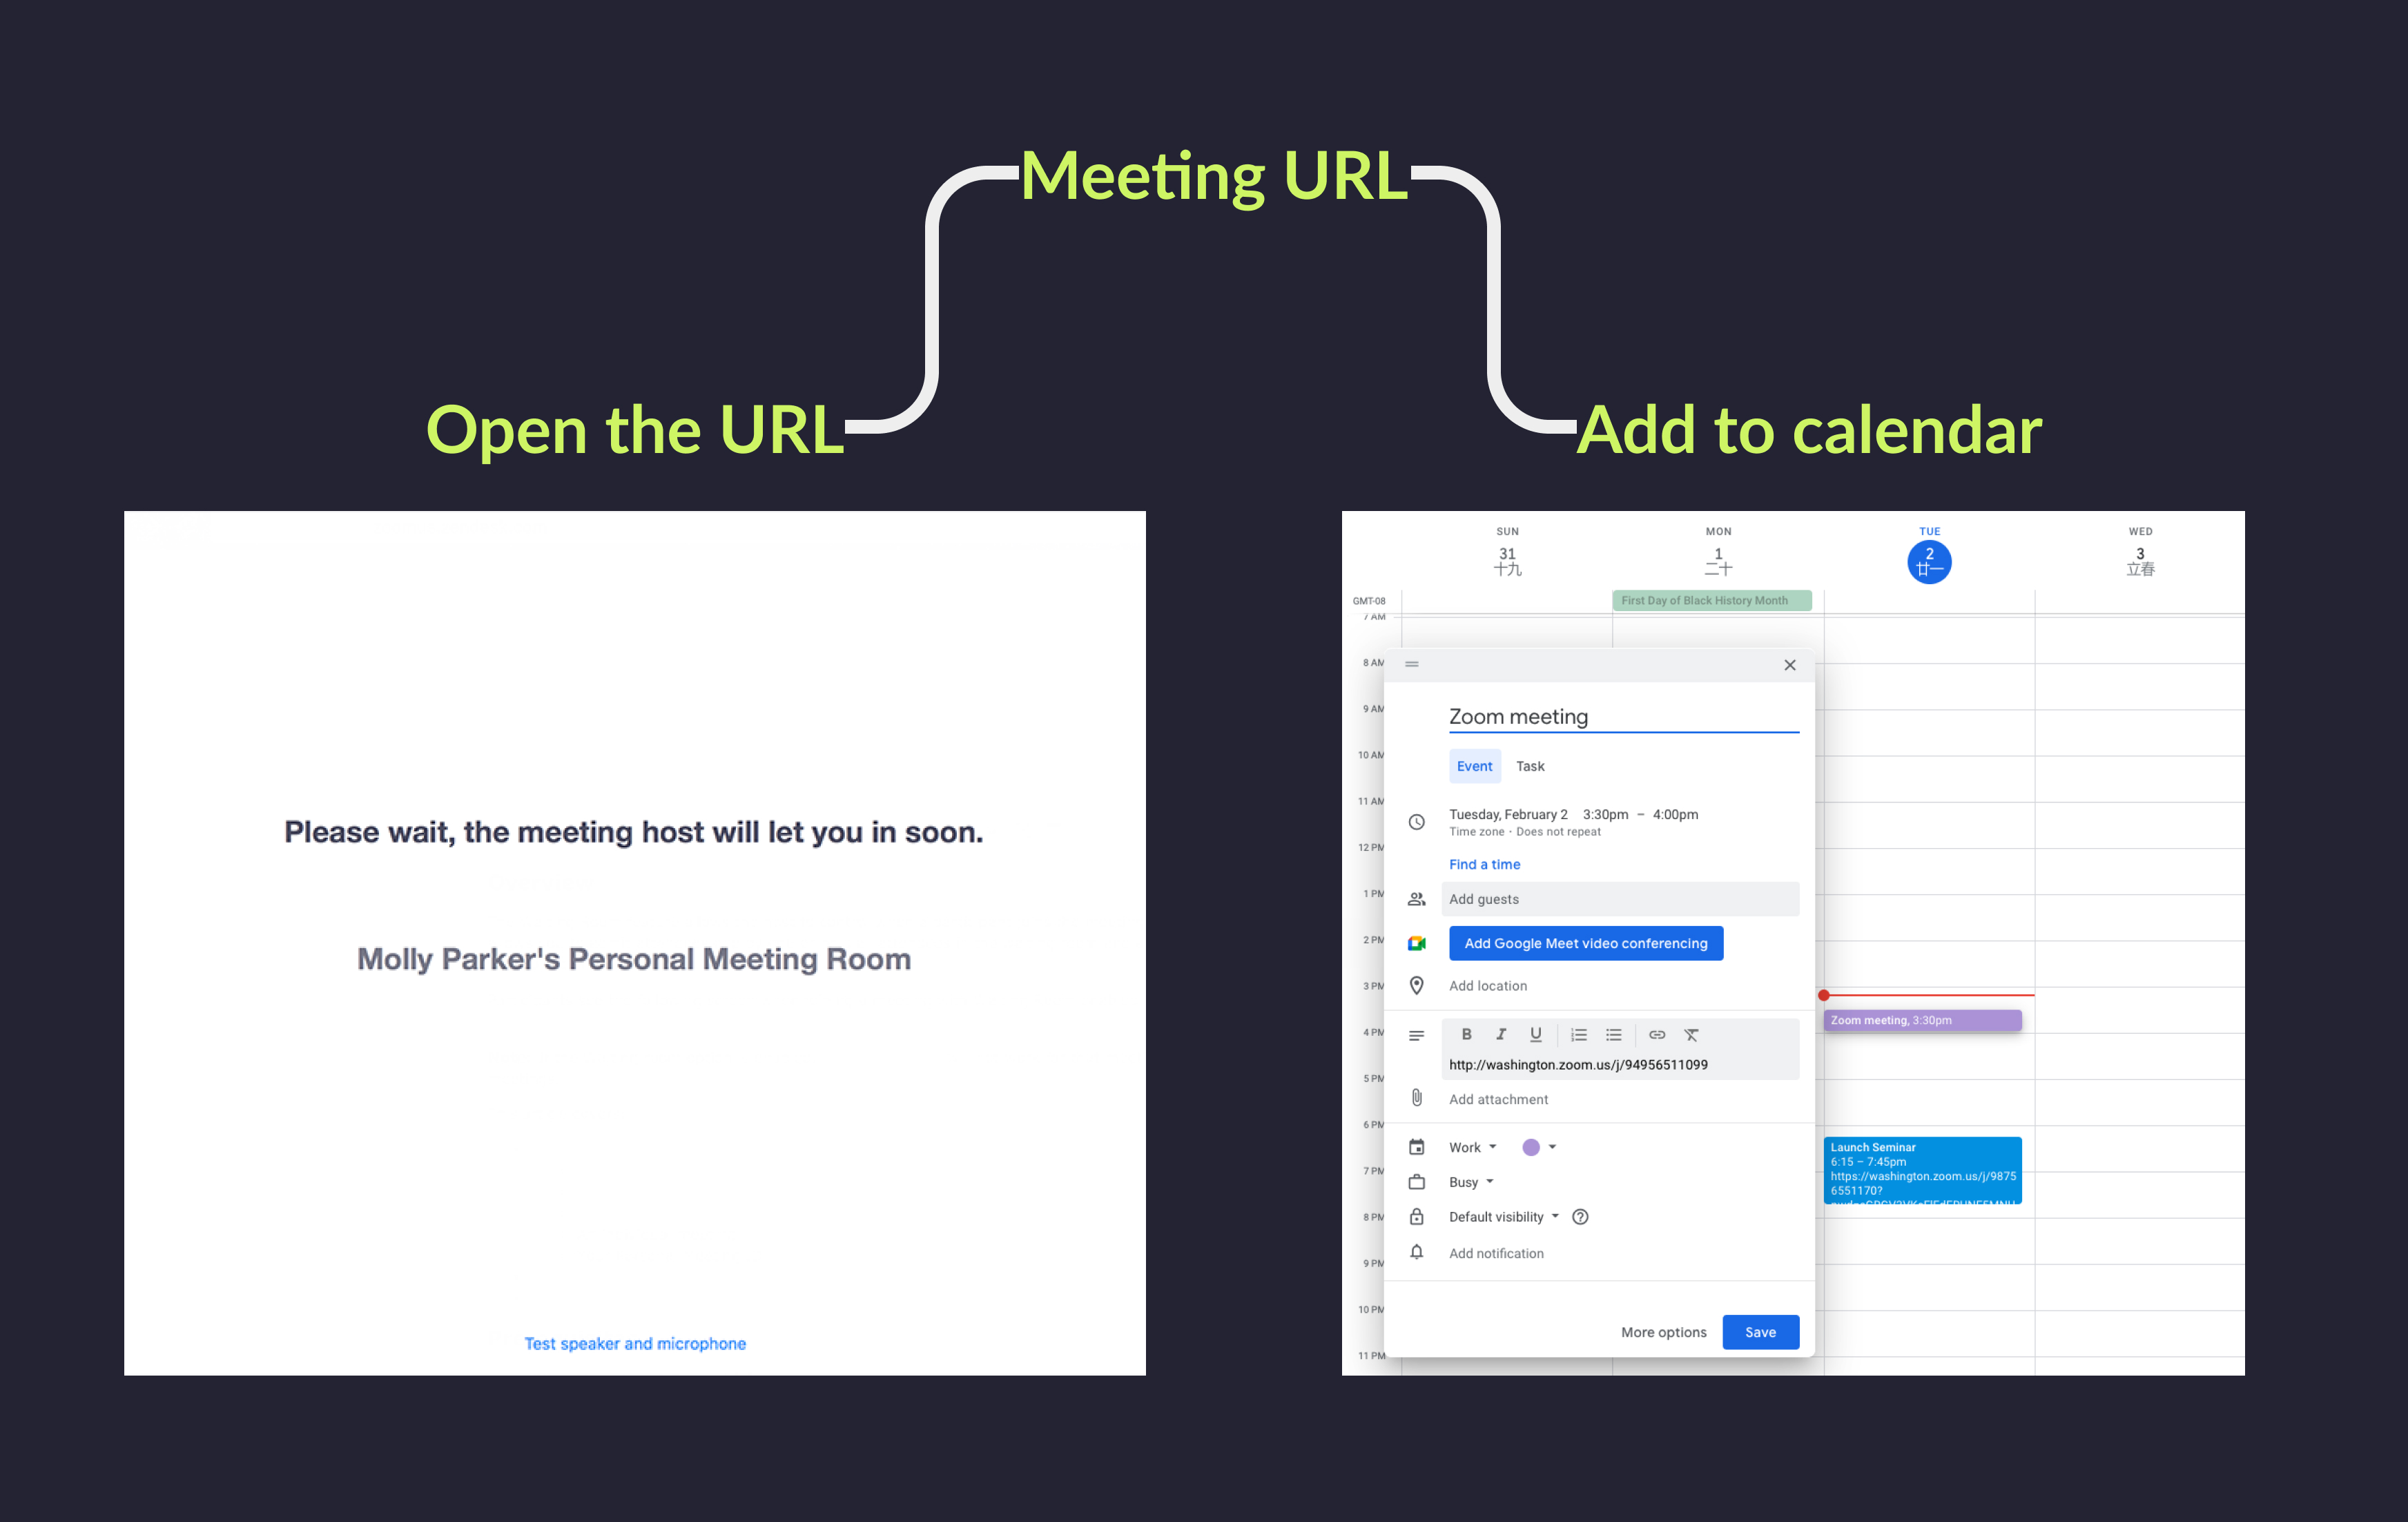 Meeting URL
Open the URL
Add to calendar
Please wait, the meeting host will let you in soon.
Molly Parker's Personal Meeting Room
Test speaker and microphone
SUN
31
十九
MON
1
二十
TUE
2
廿一
WED
3
立春
GMT-08
First Day of Black History Month
7 AM
8 AM
9 AM
10 AM
11 AM
12 PM
1 PM
2 PM
3 PM
4 PM
5 PM
6 PM
7 PM
8 PM
9 PM
10 PM
11 PM
Zoom meeting
Event Task
Tuesday, February 2 3:30pm – 4:00pm
Time zone · Does not repeat
Find a time
Add guests
Add Google Meet video conferencing
Add location
B I U
http://washington.zoom.us/j/94956511099
Add attachment
Work
Busy
Default visibility
Add notification
More options Save
Zoom meeting, 3:30pm
Launch Seminar
6:15 – 7:45pm
https://washington.zoom.us/j/9875
6551170?